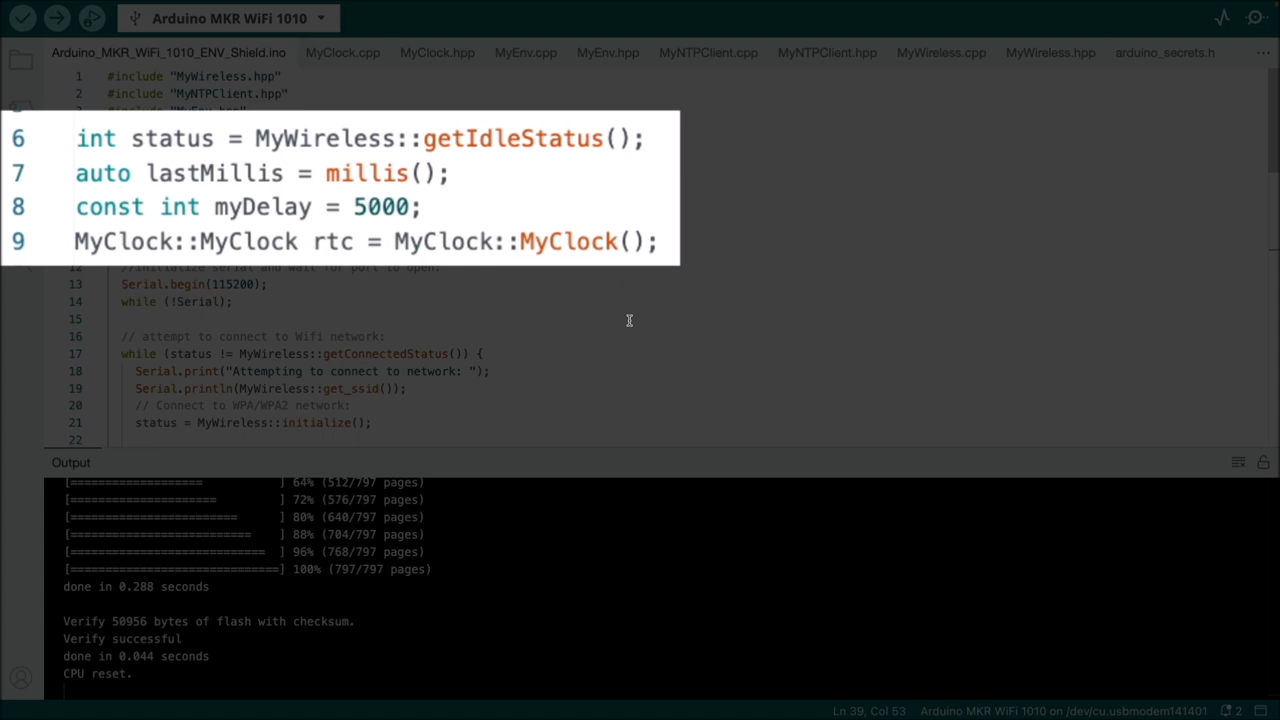 Arduino MKR WiFi 1010
Arduino_MKR_WiFi_1010_ENV_Shield.ino MyClock.cpp MyClock.hpp MyEnv.cpp MyEnv.hpp MyNTPClient.cpp MyNTPClient.hpp MyWireless.cpp MyWireless.hpp arduino_secrets.h ...
1 #include "MyWireless.hpp"
2 #include "MyNTPClient.hpp"
#include "MyEnv.hpp"
6 int status = MyWireless::getIdleStatus();
7 auto lastMillis = millis();
8 const int myDelay = 5000;
9 MyClock::MyClock rtc = MyClock::MyClock();
12 //Initialize serial and wait for port to open:
13 Serial.begin(115200);
14 while (!Serial);
15
16 // attempt to connect to Wifi network:
17 while (status != MyWireless::getConnectedStatus()) {
18 Serial.print("Attempting to connect to network: ");
19 Serial.println(MyWireless::get_ssid());
20 // Connect to WPA/WPA2 network:
21 status = MyWireless::initialize();
22
Output
[=================== ] 64% (512/797 pages)
[===================== ] 72% (576/797 pages)
[======================== ] 80% (640/797 pages)
[========================== ] 88% (704/797 pages)
[============================ ] 96% (768/797 pages)
[==============================] 100% (797/797 pages)
done in 0.288 seconds
Verify 50956 bytes of flash with checksum.
Verify successful
done in 0.044 seconds
CPU reset.
Ln 39, Col 53 Arduino MKR WiFi 1010 on /dev/cu.usbmodem141401 2